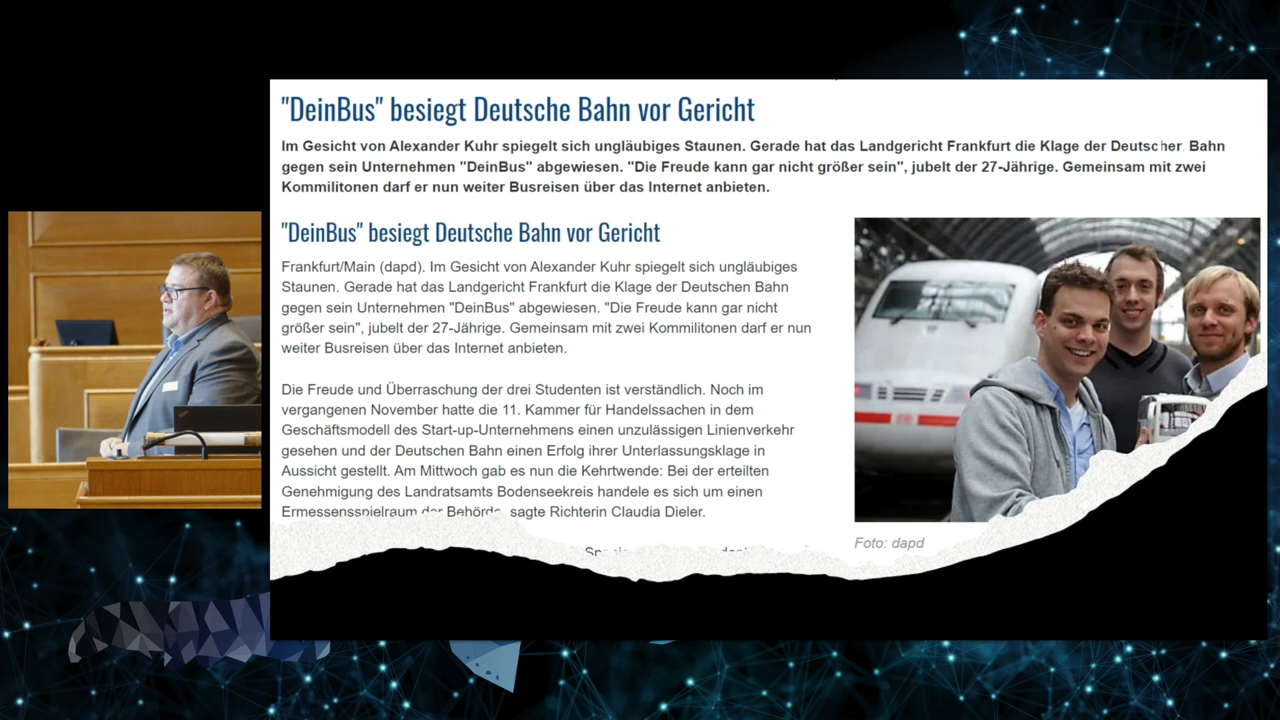 "DeinBus" besiegt Deutsche Bahn vor Gericht
Im Gesicht von Alexander Kuhr spiegelt sich ungläubiges Staunen. Gerade hat das Landgericht Frankfurt die Klage der Deutscher Bahn
gegen sein Unternehmen "DeinBus" abgewiesen. "Die Freude kann gar nicht größer sein", jubelt der 27-Jährige. Gemeinsam mit zwei
Kommilitonen darf er nun weiter Busreisen über das Internet anbieten.
"DeinBus" besiegt Deutsche Bahn vor Gericht
Frankfurt/Main (dapd). Im Gesicht von Alexander Kuhr spiegelt sich ungläubiges
Staunen. Gerade hat das Landgericht Frankfurt die Klage der Deutschen Bahn
gegen sein Unternehmen "DeinBus" abgewiesen. "Die Freude kann gar nicht
größer sein", jubelt der 27-Jährige. Gemeinsam mit zwei Kommilitonen darf er nun
weiter Busreisen über das Internet anbieten.
Die Freude und Überraschung der drei Studenten ist verständlich. Noch im
vergangenen November hatte die 11. Kammer für Handelssachen in dem
Geschäftsmodell des Start-up-Unternehmens einen unzulässigen Linienverkehr
gesehen und der Deutschen Bahn einen Erfolg ihrer Unterlassungsklage in
Aussicht gestellt. Am Mittwoch gab es nun die Kehrtwende: Bei der erteilten
Genehmigung des Landratsamts Bodenseekreis handele es sich um einen
Ermessensspielraum der Behörde, sagte Richterin Claudia Dieler.
Foto: dapd